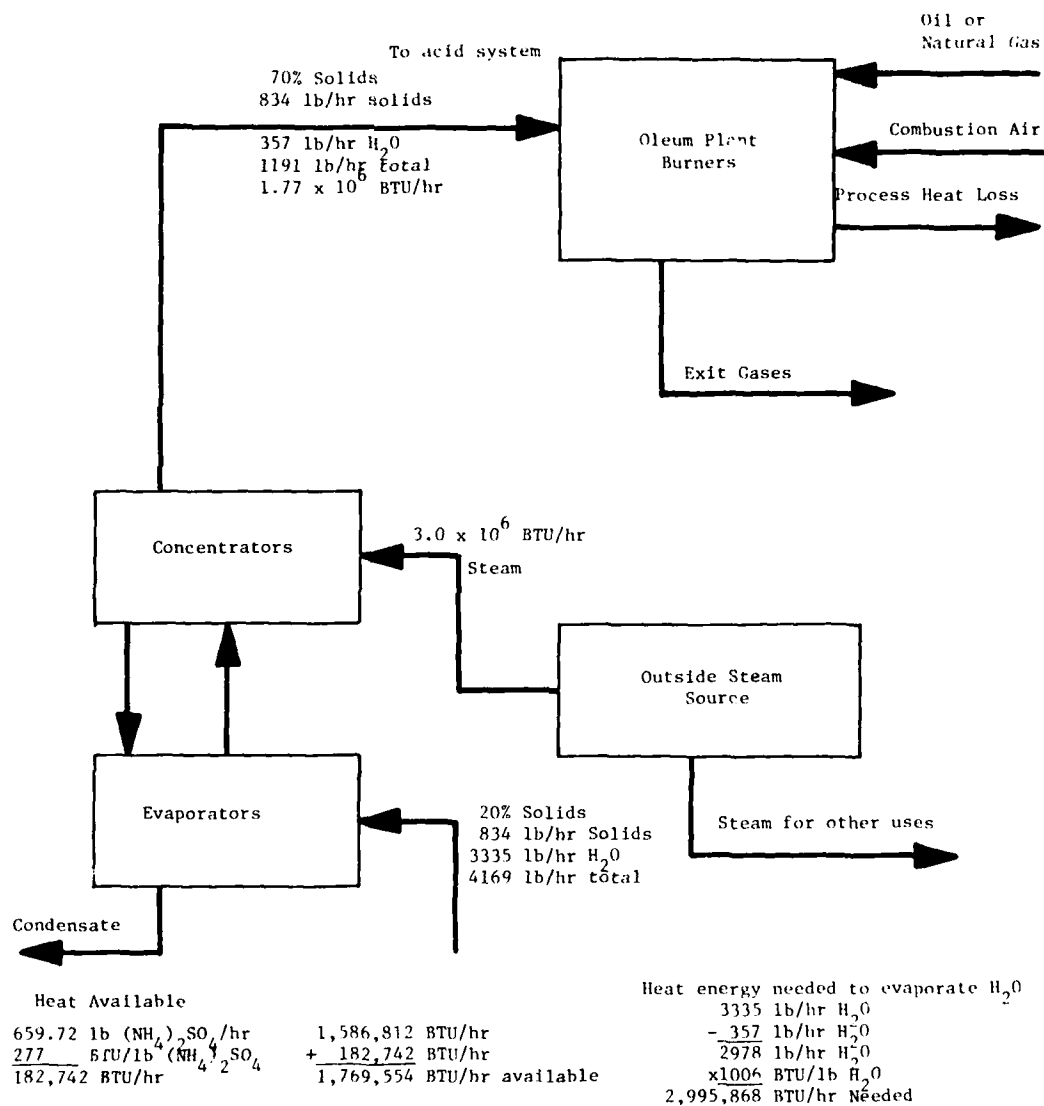 Oil or
Natural Gas
To acid system
70% Solids
834 lb/hr solids
357 lb/hr H2O
1191 lb/hr total
1.77 x 10^6 BTU/hr
Oleum Plant
Burners
Combustion Air
Process Heat Loss
Exit Gases
Concentrators
3.0 x 10^6 BTU/hr
Steam
Outside Steam
Source
Evaporators
20% Solids
834 lb/hr Solids
3335 lb/hr H2O
4169 lb/hr total
Steam for other uses
Condensate
Heat Available
659.72 lb (NH4)2SO4/hr
277 BTU/lb (NH4)2SO4
182,742 BTU/hr
1,586,812 BTU/hr
+ 182,742 BTU/hr
1,769,554 BTU/hr available
Heat energy needed to evaporate H2O
3335 lb/hr H2O
- 357 lb/hr H2O
2978 lb/hr H2O
x1006 BTU/lb H2O
2,995,868 BTU/hr Needed